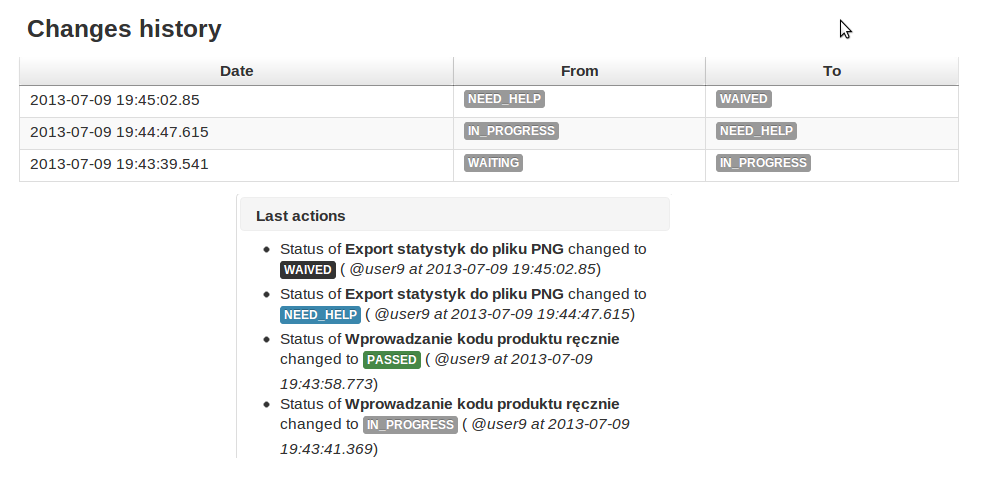 Changes history
Date From To
2013-07-09 19:45:02.85 NEED_HELP WAIVED
2013-07-09 19:44:47.615 IN_PROGRESS NEED_HELP
2013-07-09 19:43:39.541 WAITING IN_PROGRESS
Last actions
Status of Export statystyk do pliku PNG changed to
WAIVED ( @user9 at 2013-07-09 19:45:02.85)
Status of Export statystyk do pliku PNG changed to
NEED_HELP ( @user9 at 2013-07-09 19:44:47.615)
Status of Wprowadzanie kodu produktu ręcznie
changed to PASSED ( @user9 at 2013-07-09
19:43:58.773)
Status of Wprowadzanie kodu produktu ręcznie
changed to IN_PROGRESS ( @user9 at 2013-07-09
19:43:41.369)